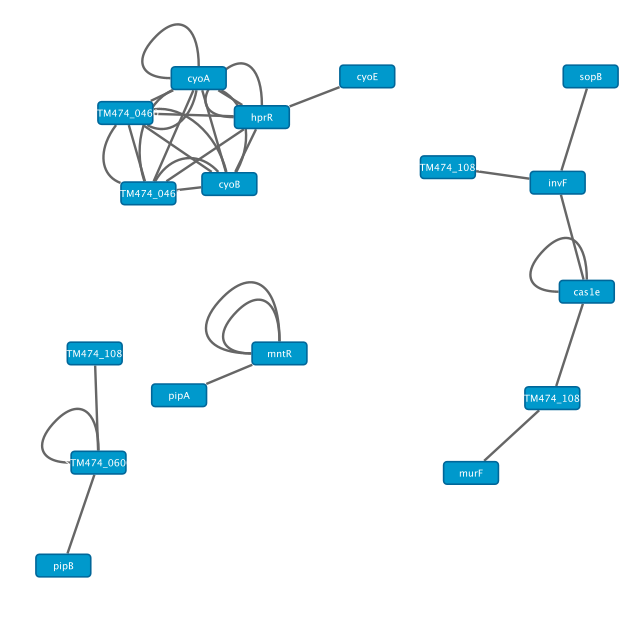 cyoA
cyoE
sopB
TM474_046
hprR
TM474_108
invF
cyoB
TM474_046
cas1e
TM474_108
mntR
pipA
TM474_108
TM474_060
murF
pipB